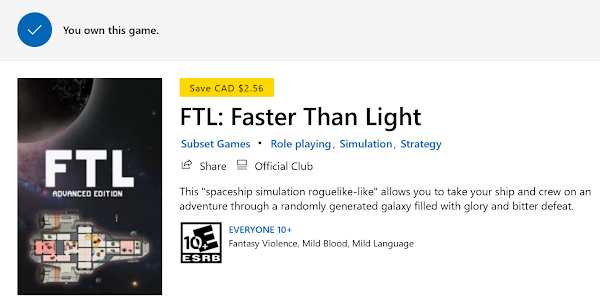 You own this game.
Save CAD $2.56
FTL: Faster Than Light
Subset Games • Role playing, Simulation, Strategy
Share Official Club
This "spaceship simulation roguelike-like" allows you to take your ship and crew on an
adventure through a randomly generated galaxy filled with glory and bitter defeat.
FTL
ADVANCED EDITION
EVERYONE 10+
Fantasy Violence, Mild Blood, Mild Language
10+
ESRB